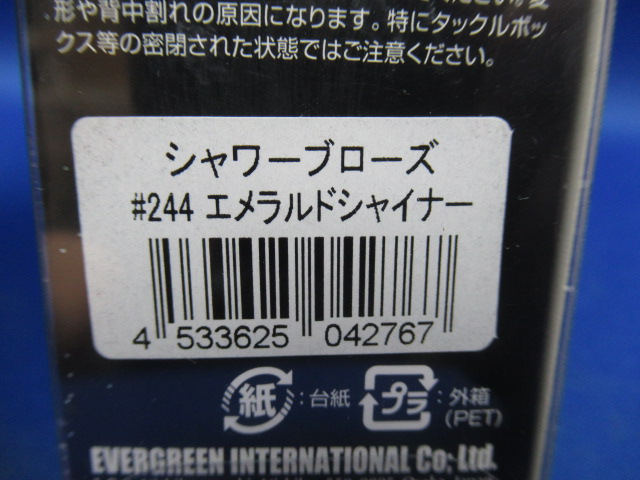 形や背中割れの原因になります。特にタックルボッ
クス等の密閉された状態ではご注意ください。
シャワーブローズ
#244 エメラルドシャイナー
4 533625 042767
紙 :台紙 プラ :外箱
(PET)
EVERGREEN INTERNATIONAL Co; Ltd.